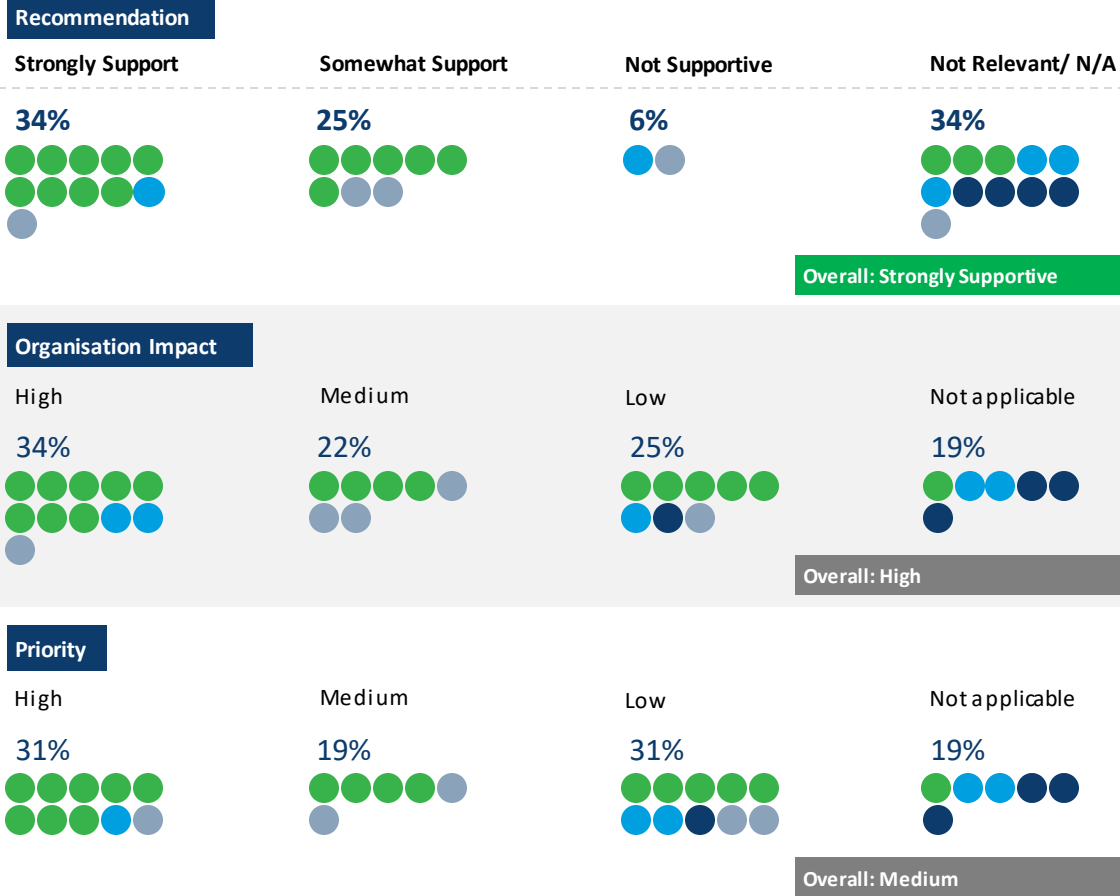 Recommendation
Strongly Support Somewhat Support Not Supportive Not Relevant/ N/A
34% 25% 6% 34%
Overall: Strongly Supportive
Organisation Impact
High Medium Low Not applicable
34% 22% 25% 19%
Overall: High
Priority
High Medium Low Not applicable
31% 19% 31% 19%
Overall: Medium